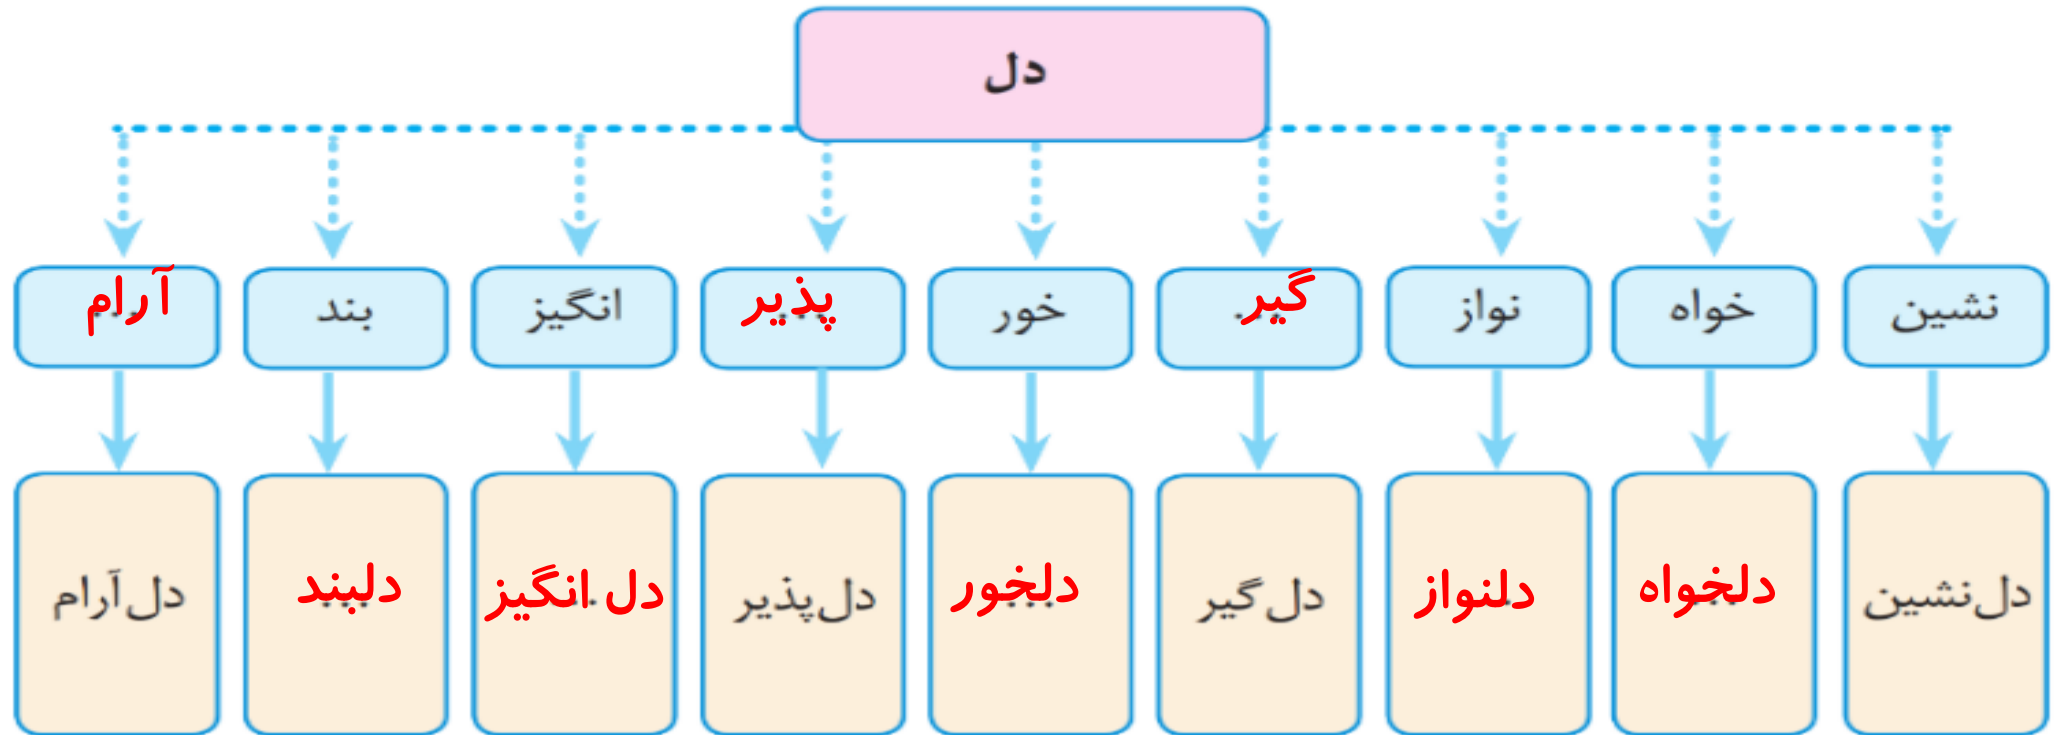 دل
نشین خواه نواز گیر خور پذیر انگیز بند آرام
دل‌نشین دلخواه دلنواز دل‌گیر دلخور دل‌پذیر دل انگیز دلبند دل‌آرام